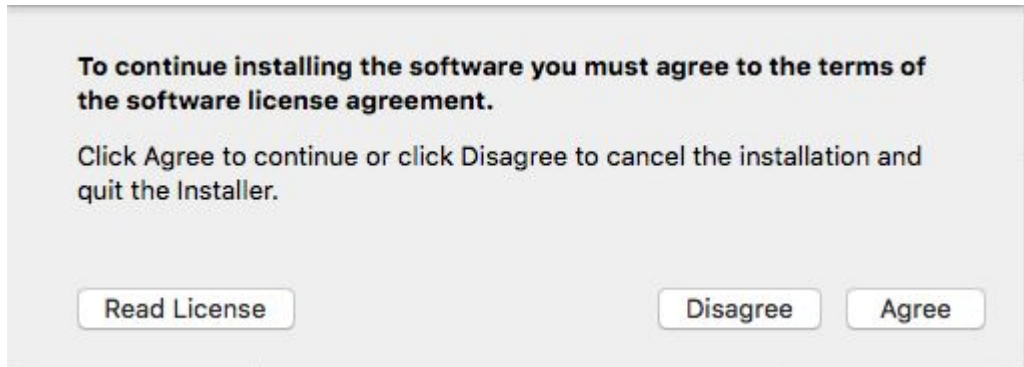 To continue installing the software you must agree to the terms of
the software license agreement.
Click Agree to continue or click Disagree to cancel the installation and
quit the Installer.
Read License
Disagree
Agree